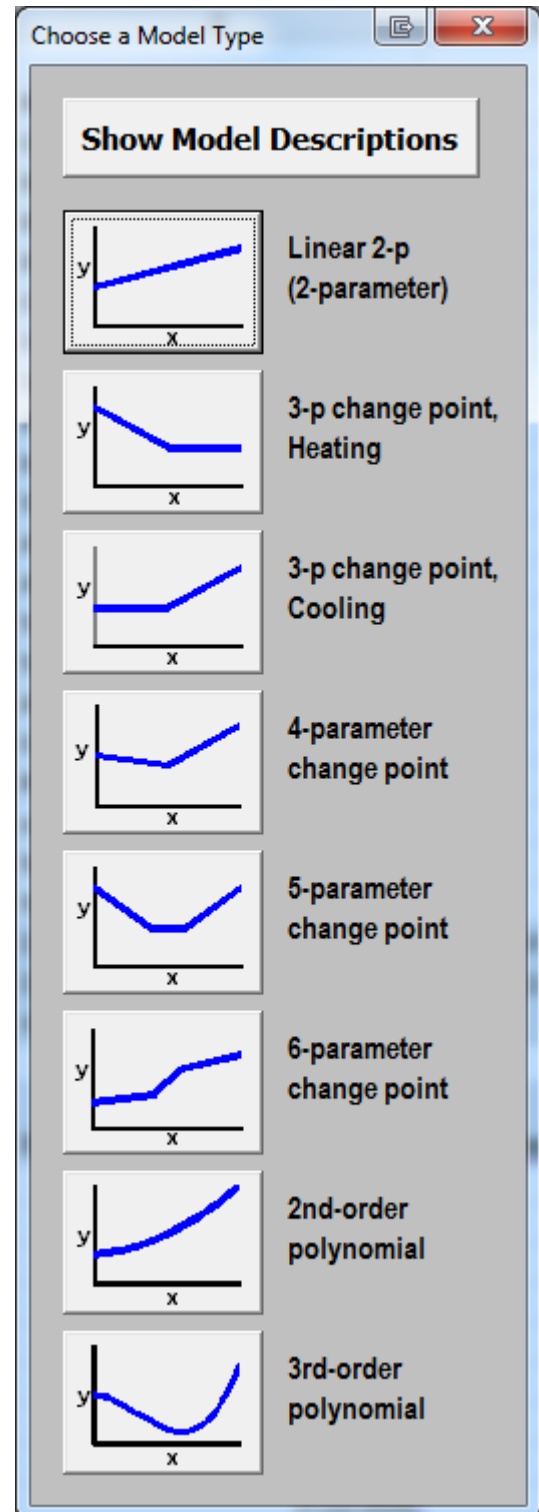 Choose a Model Type
Show Model Descriptions
y
x
Linear 2-p
(2-parameter)
y
x
3-p change point,
Heating
y
x
3-p change point,
Cooling
y
x
4-parameter
change point
y
x
5-parameter
change point
y
x
6-parameter
change point
y
x
2nd-order
polynomial
y
x
3rd-order
polynomial